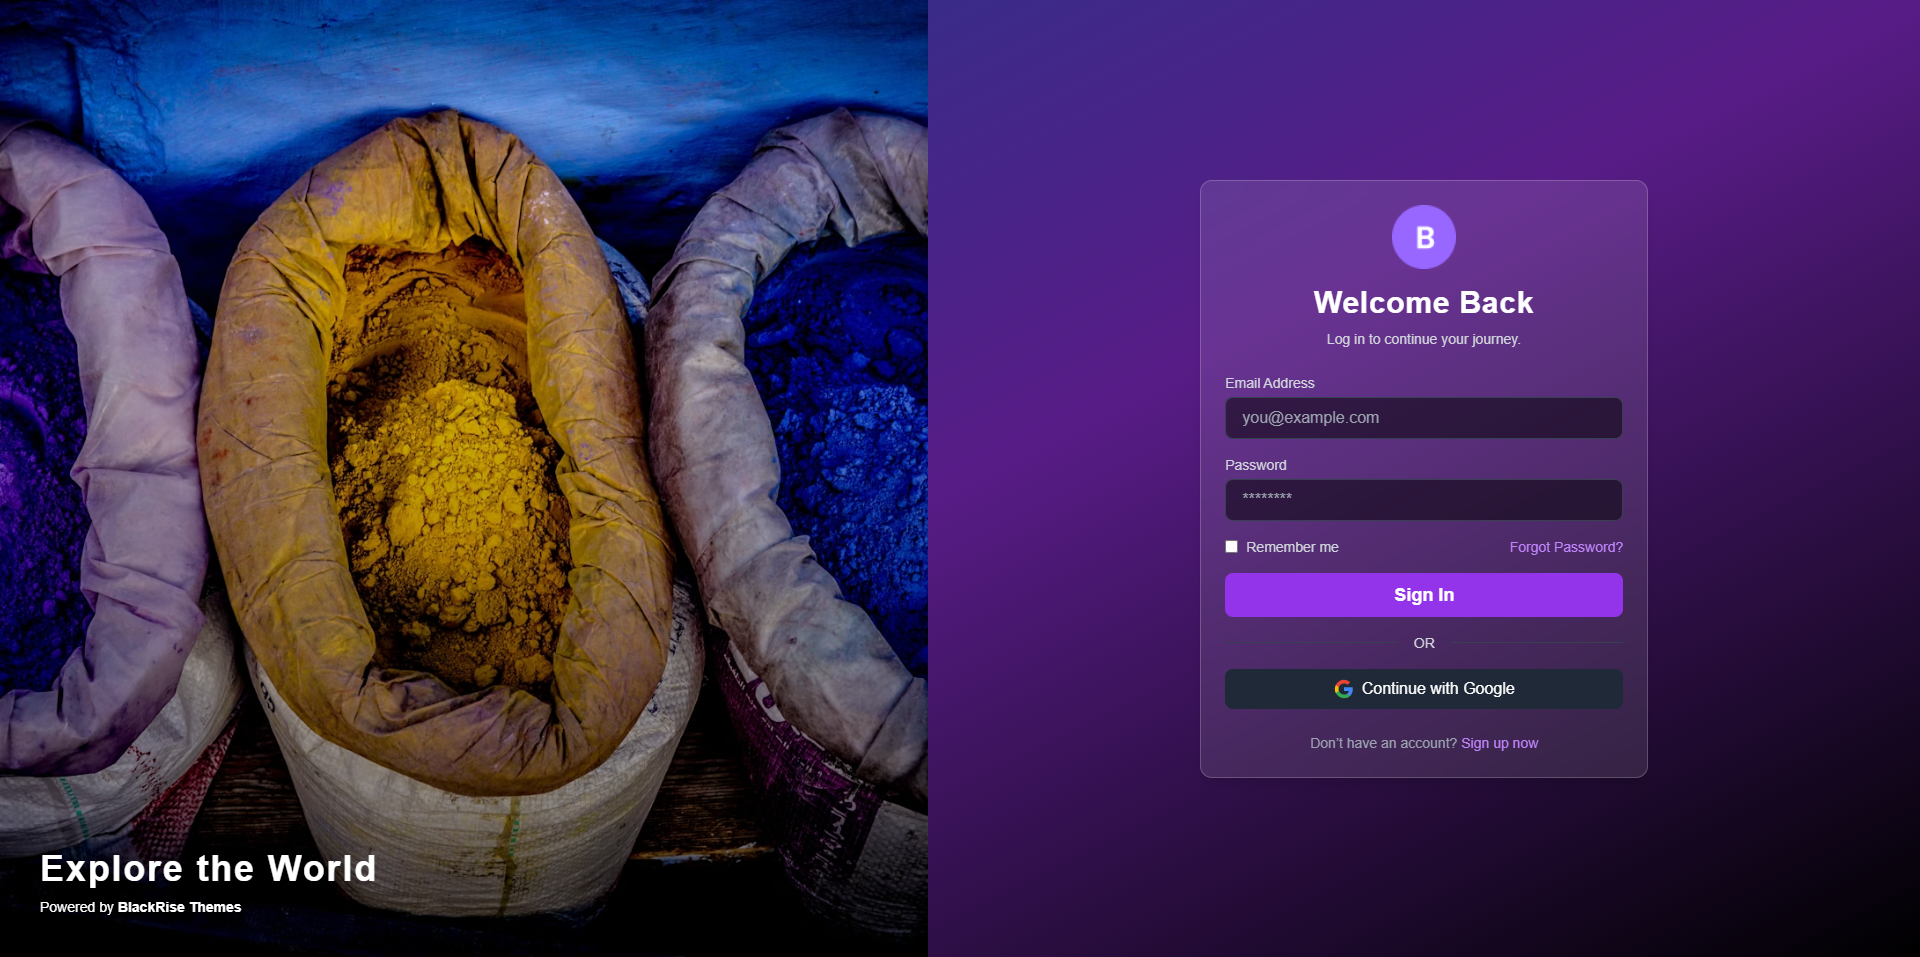 Explore the World
Powered by BlackRise Themes
B
Welcome Back
Log in to continue your journey.
Email Address
you@example.com
Password
********
Remember me
Forgot Password?
Sign In
OR
Continue with Google
Don't have an account? Sign up now